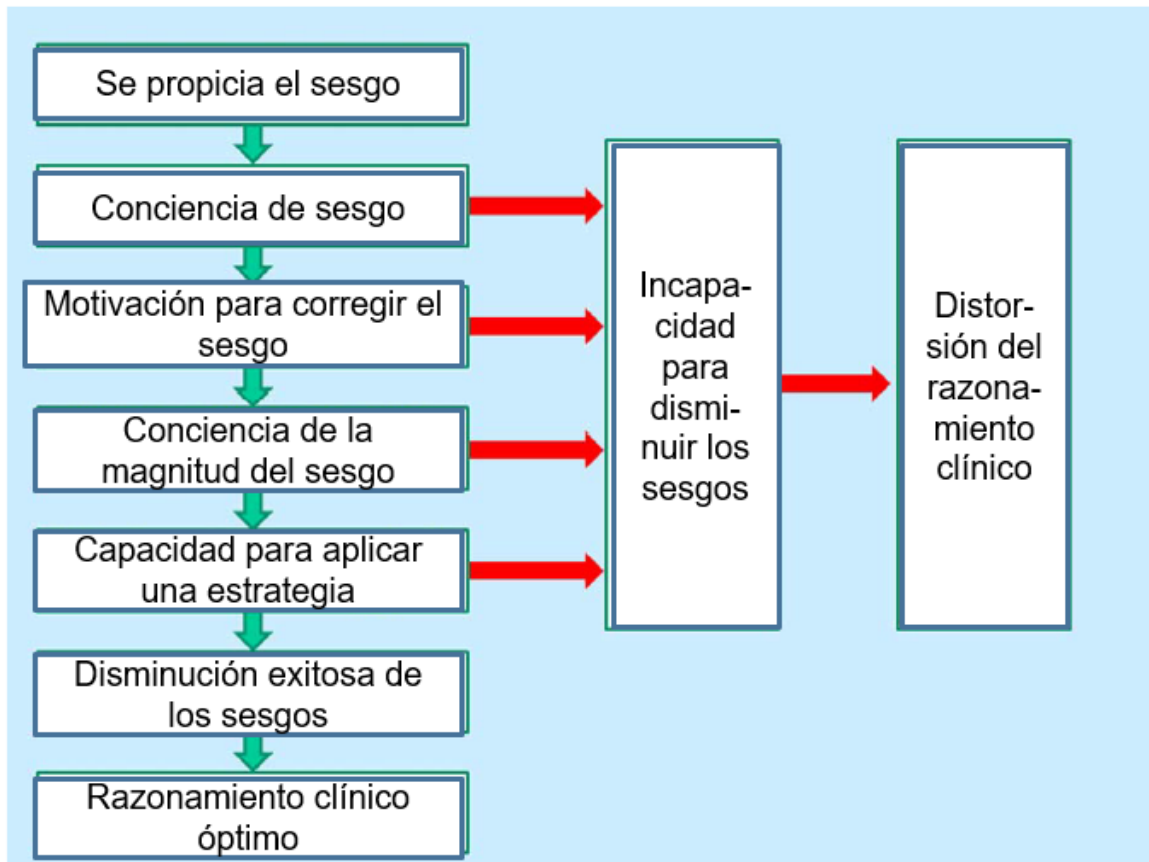 Se propicia el sesgo
Conciencia de sesgo
Motivación para corregir el
sesgo
Conciencia de la
magnitud del sesgo
Capacidad para aplicar
una estrategia
Disminución exitosa de
los sesgos
Razonamiento clínico
óptimo
Incapa-
cidad
para
dismi-
nuir los
sesgos
Distor-
sión del
razona-
miento
clínico